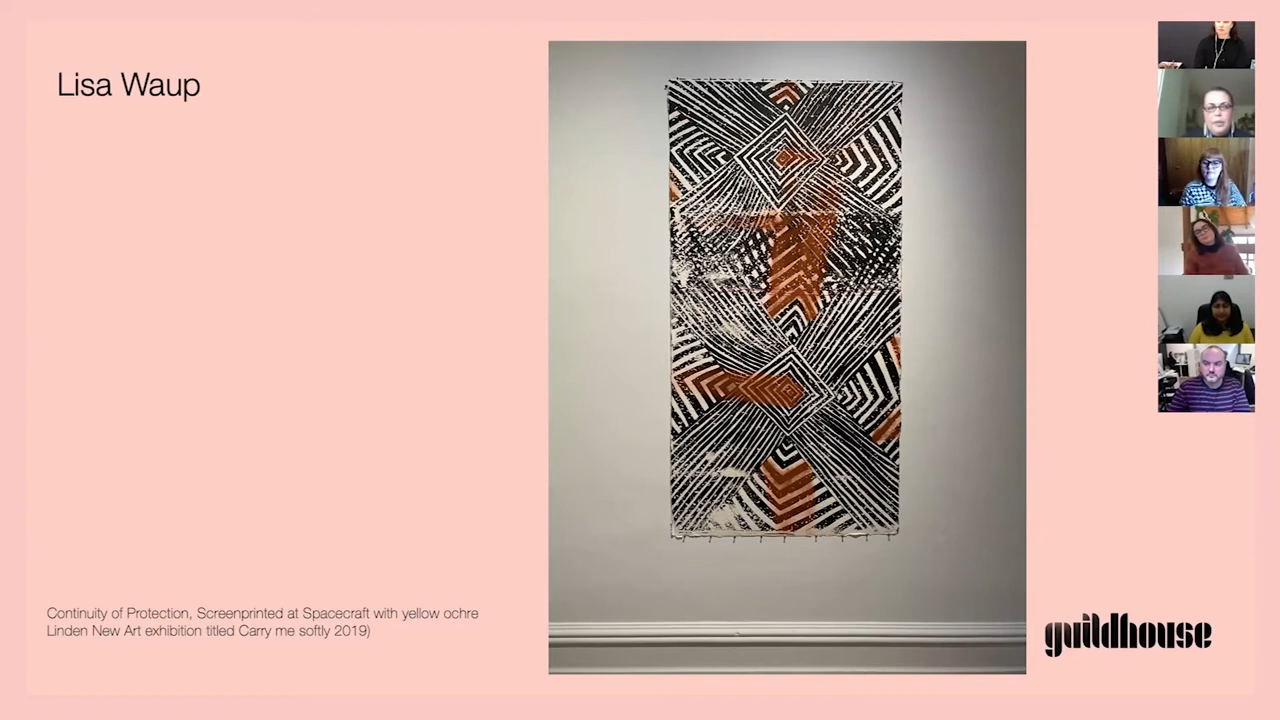 Lisa Waup
Continuity of Protection, Screenprinted at Spacecraft with yellow ochre
Linden New Art exhibition titled Carry me softly 2019)
guildhouse